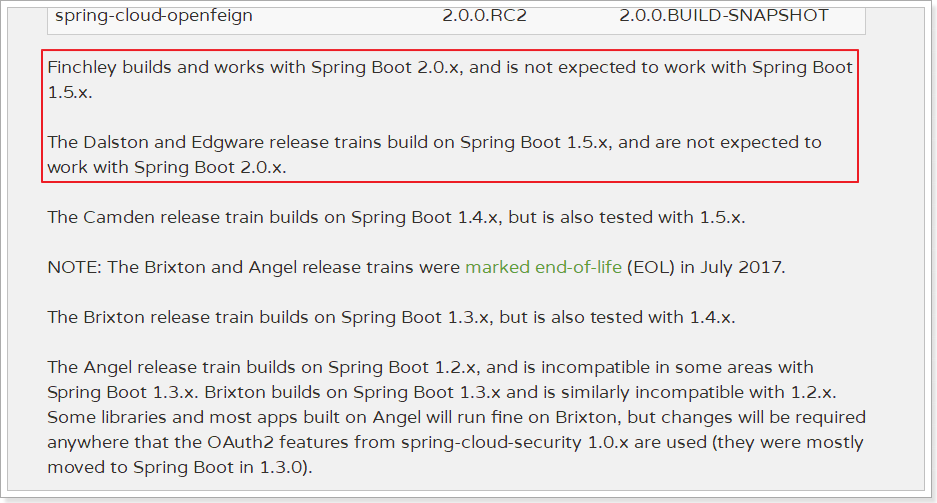 spring-cloud-openfeign 2.0.0.RC2 2.0.0.BUILD-SNAPSHOT
Finchley builds and works with Spring Boot 2.0.x, and is not expected to work with Spring Boot
1.5.x.
The Dalston and Edgware release trains build on Spring Boot 1.5.x, and are not expected to
work with Spring Boot 2.0.x.
The Camden release train builds on Spring Boot 1.4.x, but is also tested with 1.5.x.
NOTE: The Brixton and Angel release trains were marked end-of-life (EOL) in July 2017.
The Brixton release train builds on Spring Boot 1.3.x, but is also tested with 1.4.x.
The Angel release train builds on Spring Boot 1.2.x, and is incompatible in some areas with
Spring Boot 1.3.x. Brixton builds on Spring Boot 1.3.x and is similarly incompatible with 1.2.x.
Some libraries and most apps built on Angel will run fine on Brixton, but changes will be required
anywhere that the OAuth2 features from spring-cloud-security 1.0.x are used (they were mostly
moved to Spring Boot in 1.3.0).